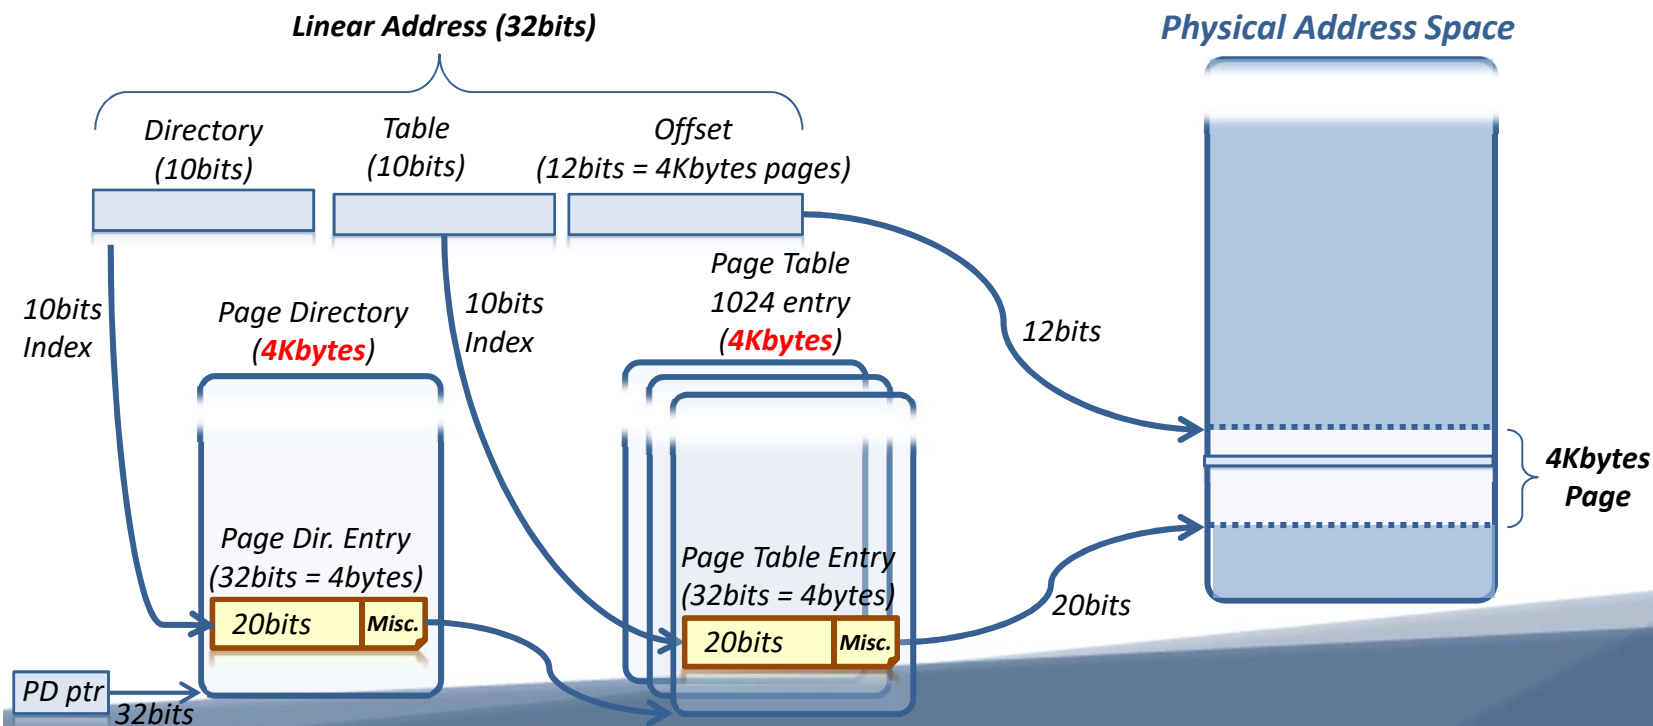 Linear Address (32bits)
Physical Address Space
Directory
(10bits)
Table
(10bits)
Offset
(12bits = 4Kbytes pages)
10bits
Index
Page Directory
(4Kbytes)
10bits
Index
Page Table
1024 entry
(4Kbytes)
12bits
4Kbytes
Page
Page Dir. Entry
(32bits = 4bytes)
20bits
Misc.
Page Table Entry
(32bits = 4bytes)
20bits
Misc.
20bits
PD ptr
32bits